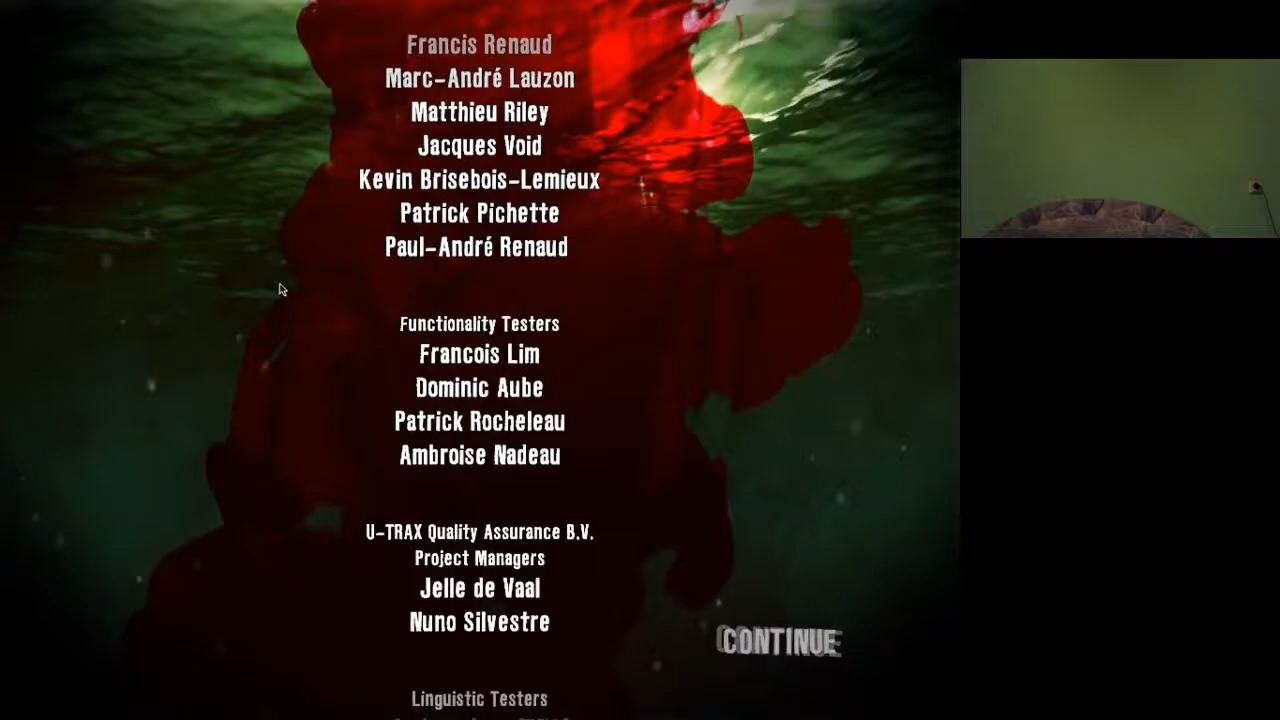 Francis Renaud
Marc-André Lauzon
Matthieu Riley
Jacques Void
Kevin Brisebois-Lemieux
Patrick Pichette
Paul-André Renaud
Functionality Testers
Francois Lim
Dominic Aube
Patrick Rocheleau
Ambroise Nadeau
U-TRAX Quality Assurance B.V.
Project Managers
Jelle de Vaal
Nuno Silvestre
CONTINUE
Linguistic Testers